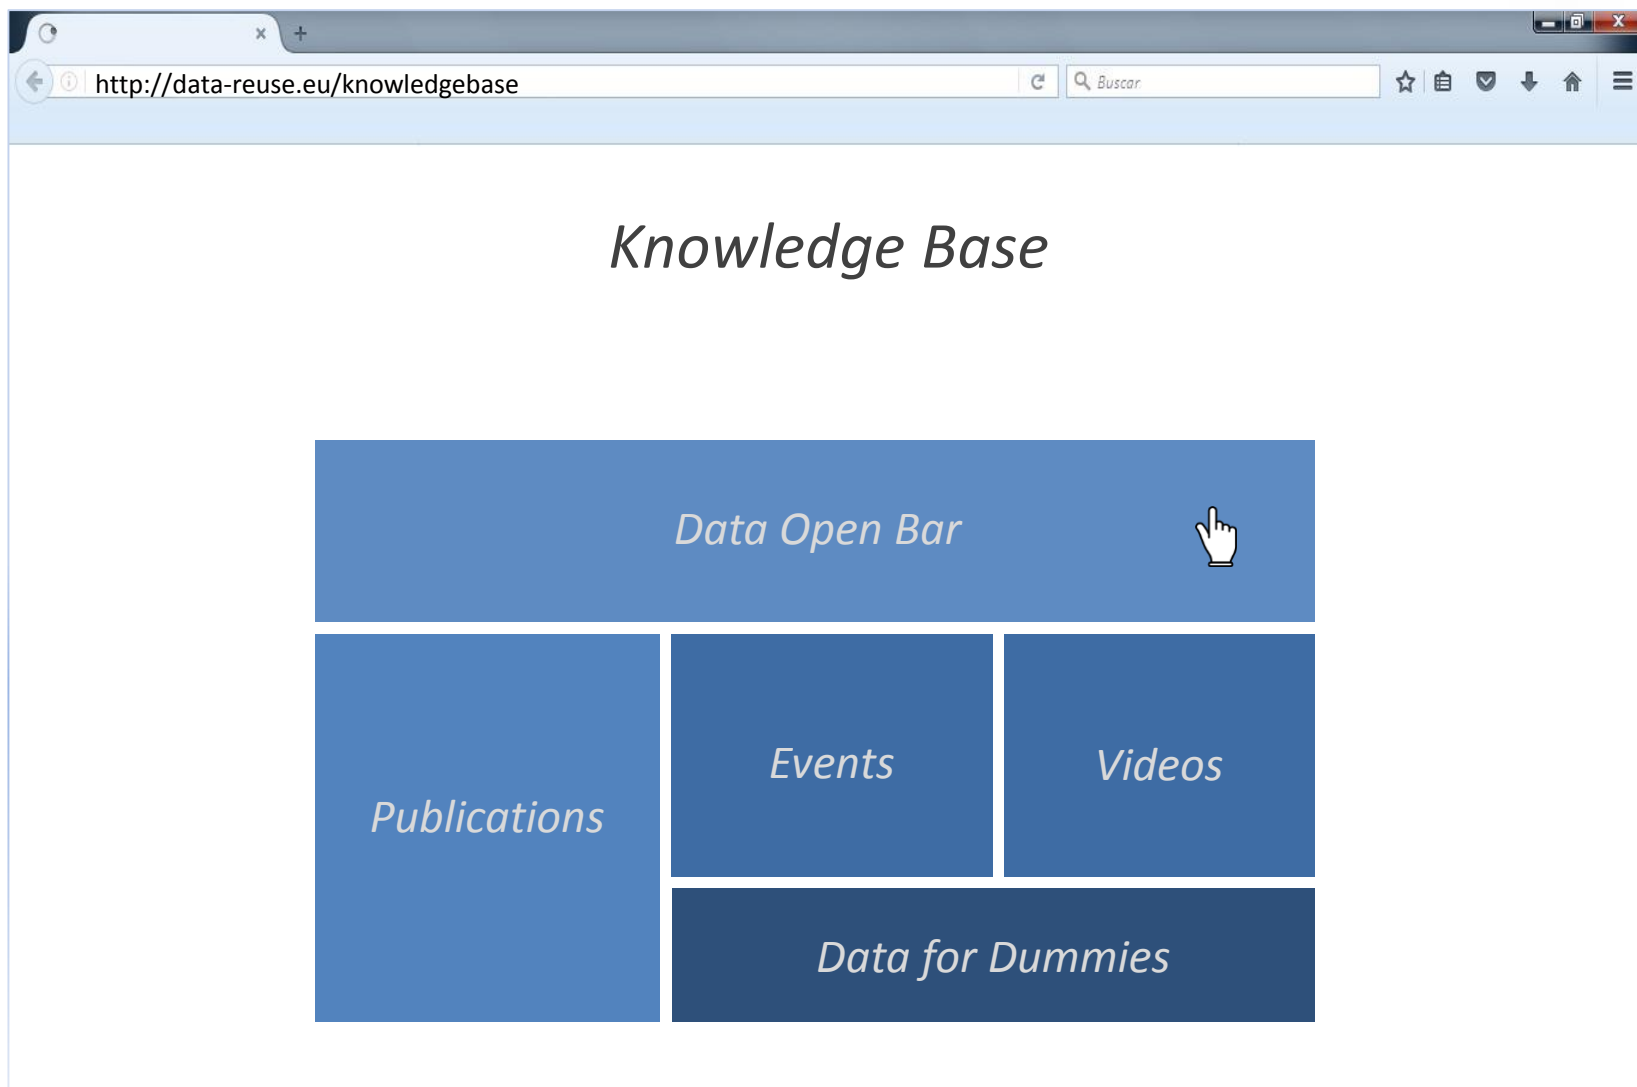 http://data-reuse.eu/knowledgebase
Buscar
Knowledge Base
Data Open Bar
Events
Videos
Publications
Data for Dummies